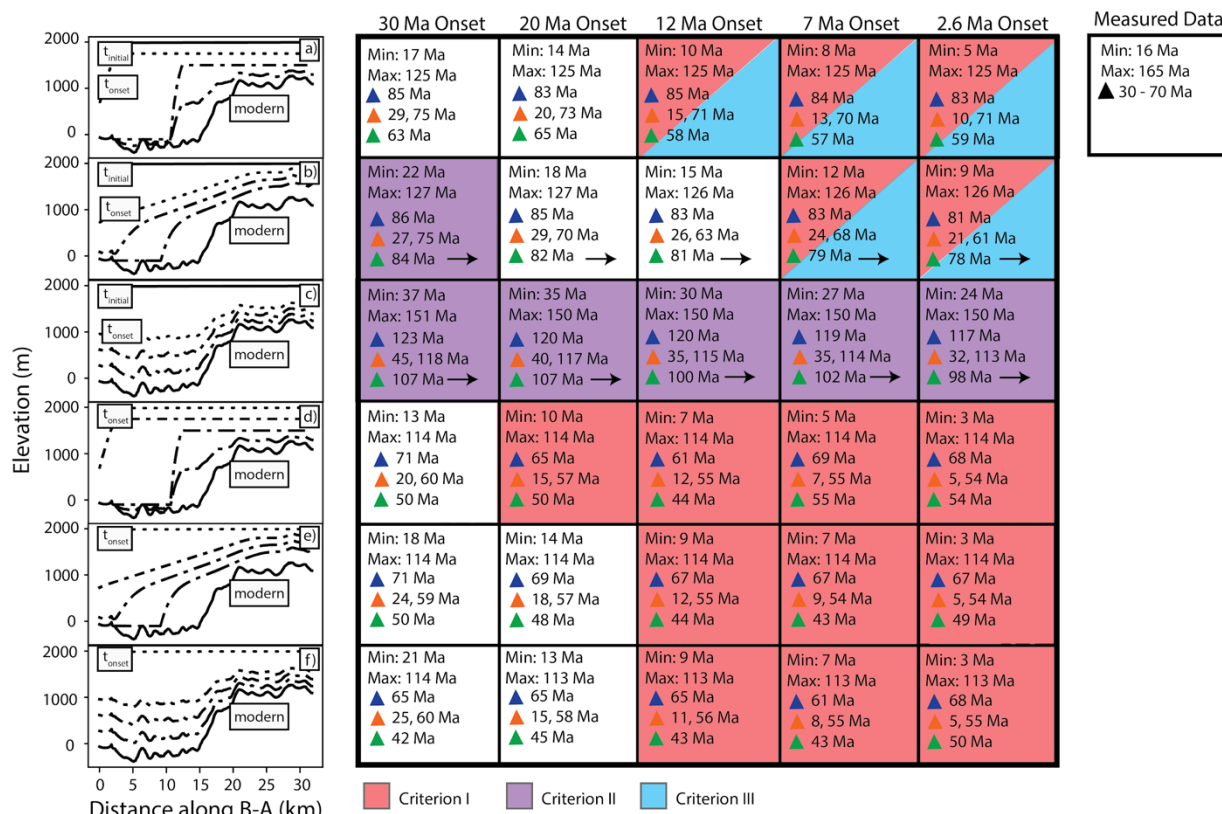 30 Ma Onset 20 Ma Onset 12 Ma Onset 7 Ma Onset 2.6 Ma Onset
Measured Data
Min: 16 Ma
Max: 165 Ma
30 - 70 Ma
Elevation (m)
2000
1000
0
a)
t initial
t onset
modern
Min: 17 Ma
Max: 125 Ma
85 Ma
29, 75 Ma
63 Ma
Min: 14 Ma
Max: 125 Ma
83 Ma
20, 73 Ma
65 Ma
Min: 10 Ma
Max: 125 Ma
85 Ma
15, 71 Ma
58 Ma
Min: 8 Ma
Max: 125 Ma
84 Ma
13, 70 Ma
57 Ma
Min: 5 Ma
Max: 125 Ma
83 Ma
10, 71 Ma
59 Ma
2000
1000
0
b)
t initial
t onset
modern
Min: 22 Ma
Max: 127 Ma
86 Ma
27, 75 Ma
84 Ma
Min: 18 Ma
Max: 127 Ma
85 Ma
29, 70 Ma
82 Ma
Min: 15 Ma
Max: 126 Ma
83 Ma
26, 63 Ma
81 Ma
Min: 12 Ma
Max: 126 Ma
83 Ma
24, 68 Ma
79 Ma
Min: 9 Ma
Max: 126 Ma
81 Ma
21, 61 Ma
78 Ma
2000
1000
0
c)
t initial
t onset
modern
Min: 37 Ma
Max: 151 Ma
123 Ma
45, 118 Ma
107 Ma
Min: 35 Ma
Max: 150 Ma
120 Ma
40, 117 Ma
107 Ma
Min: 30 Ma
Max: 150 Ma
120 Ma
35, 115 Ma
100 Ma
Min: 27 Ma
Max: 150 Ma
119 Ma
35, 114 Ma
102 Ma
Min: 24 Ma
Max: 150 Ma
117 Ma
32, 113 Ma
98 Ma
2000
1000
0
d)
t onset
modern
Min: 13 Ma
Max: 114 Ma
71 Ma
20, 60 Ma
50 Ma
Min: 10 Ma
Max: 114 Ma
65 Ma
15, 57 Ma
50 Ma
Min: 7 Ma
Max: 114 Ma
61 Ma
12, 55 Ma
44 Ma
Min: 5 Ma
Max: 114 Ma
69 Ma
7, 55 Ma
55 Ma
Min: 3 Ma
Max: 114 Ma
68 Ma
5, 54 Ma
54 Ma
2000
1000
0
e)
t onset
modern
Min: 18 Ma
Max: 114 Ma
71 Ma
24, 59 Ma
50 Ma
Min: 14 Ma
Max: 114 Ma
69 Ma
18, 57 Ma
48 Ma
Min: 9 Ma
Max: 114 Ma
67 Ma
12, 55 Ma
44 Ma
Min: 7 Ma
Max: 114 Ma
67 Ma
9, 54 Ma
43 Ma
Min: 3 Ma
Max: 114 Ma
67 Ma
5, 54 Ma
49 Ma
2000
1000
0
f)
t onset
modern
Min: 21 Ma
Max: 114 Ma
65 Ma
25, 60 Ma
42 Ma
Min: 13 Ma
Max: 113 Ma
65 Ma
15, 58 Ma
45 Ma
Min: 9 Ma
Max: 113 Ma
65 Ma
11, 56 Ma
43 Ma
Min: 7 Ma
Max: 113 Ma
61 Ma
8, 55 Ma
43 Ma
Min: 3 Ma
Max: 113 Ma
68 Ma
5, 55 Ma
50 Ma
0 5 10 15 20 25 30
Distance along B-A (km)
Criterion I Criterion II Criterion III